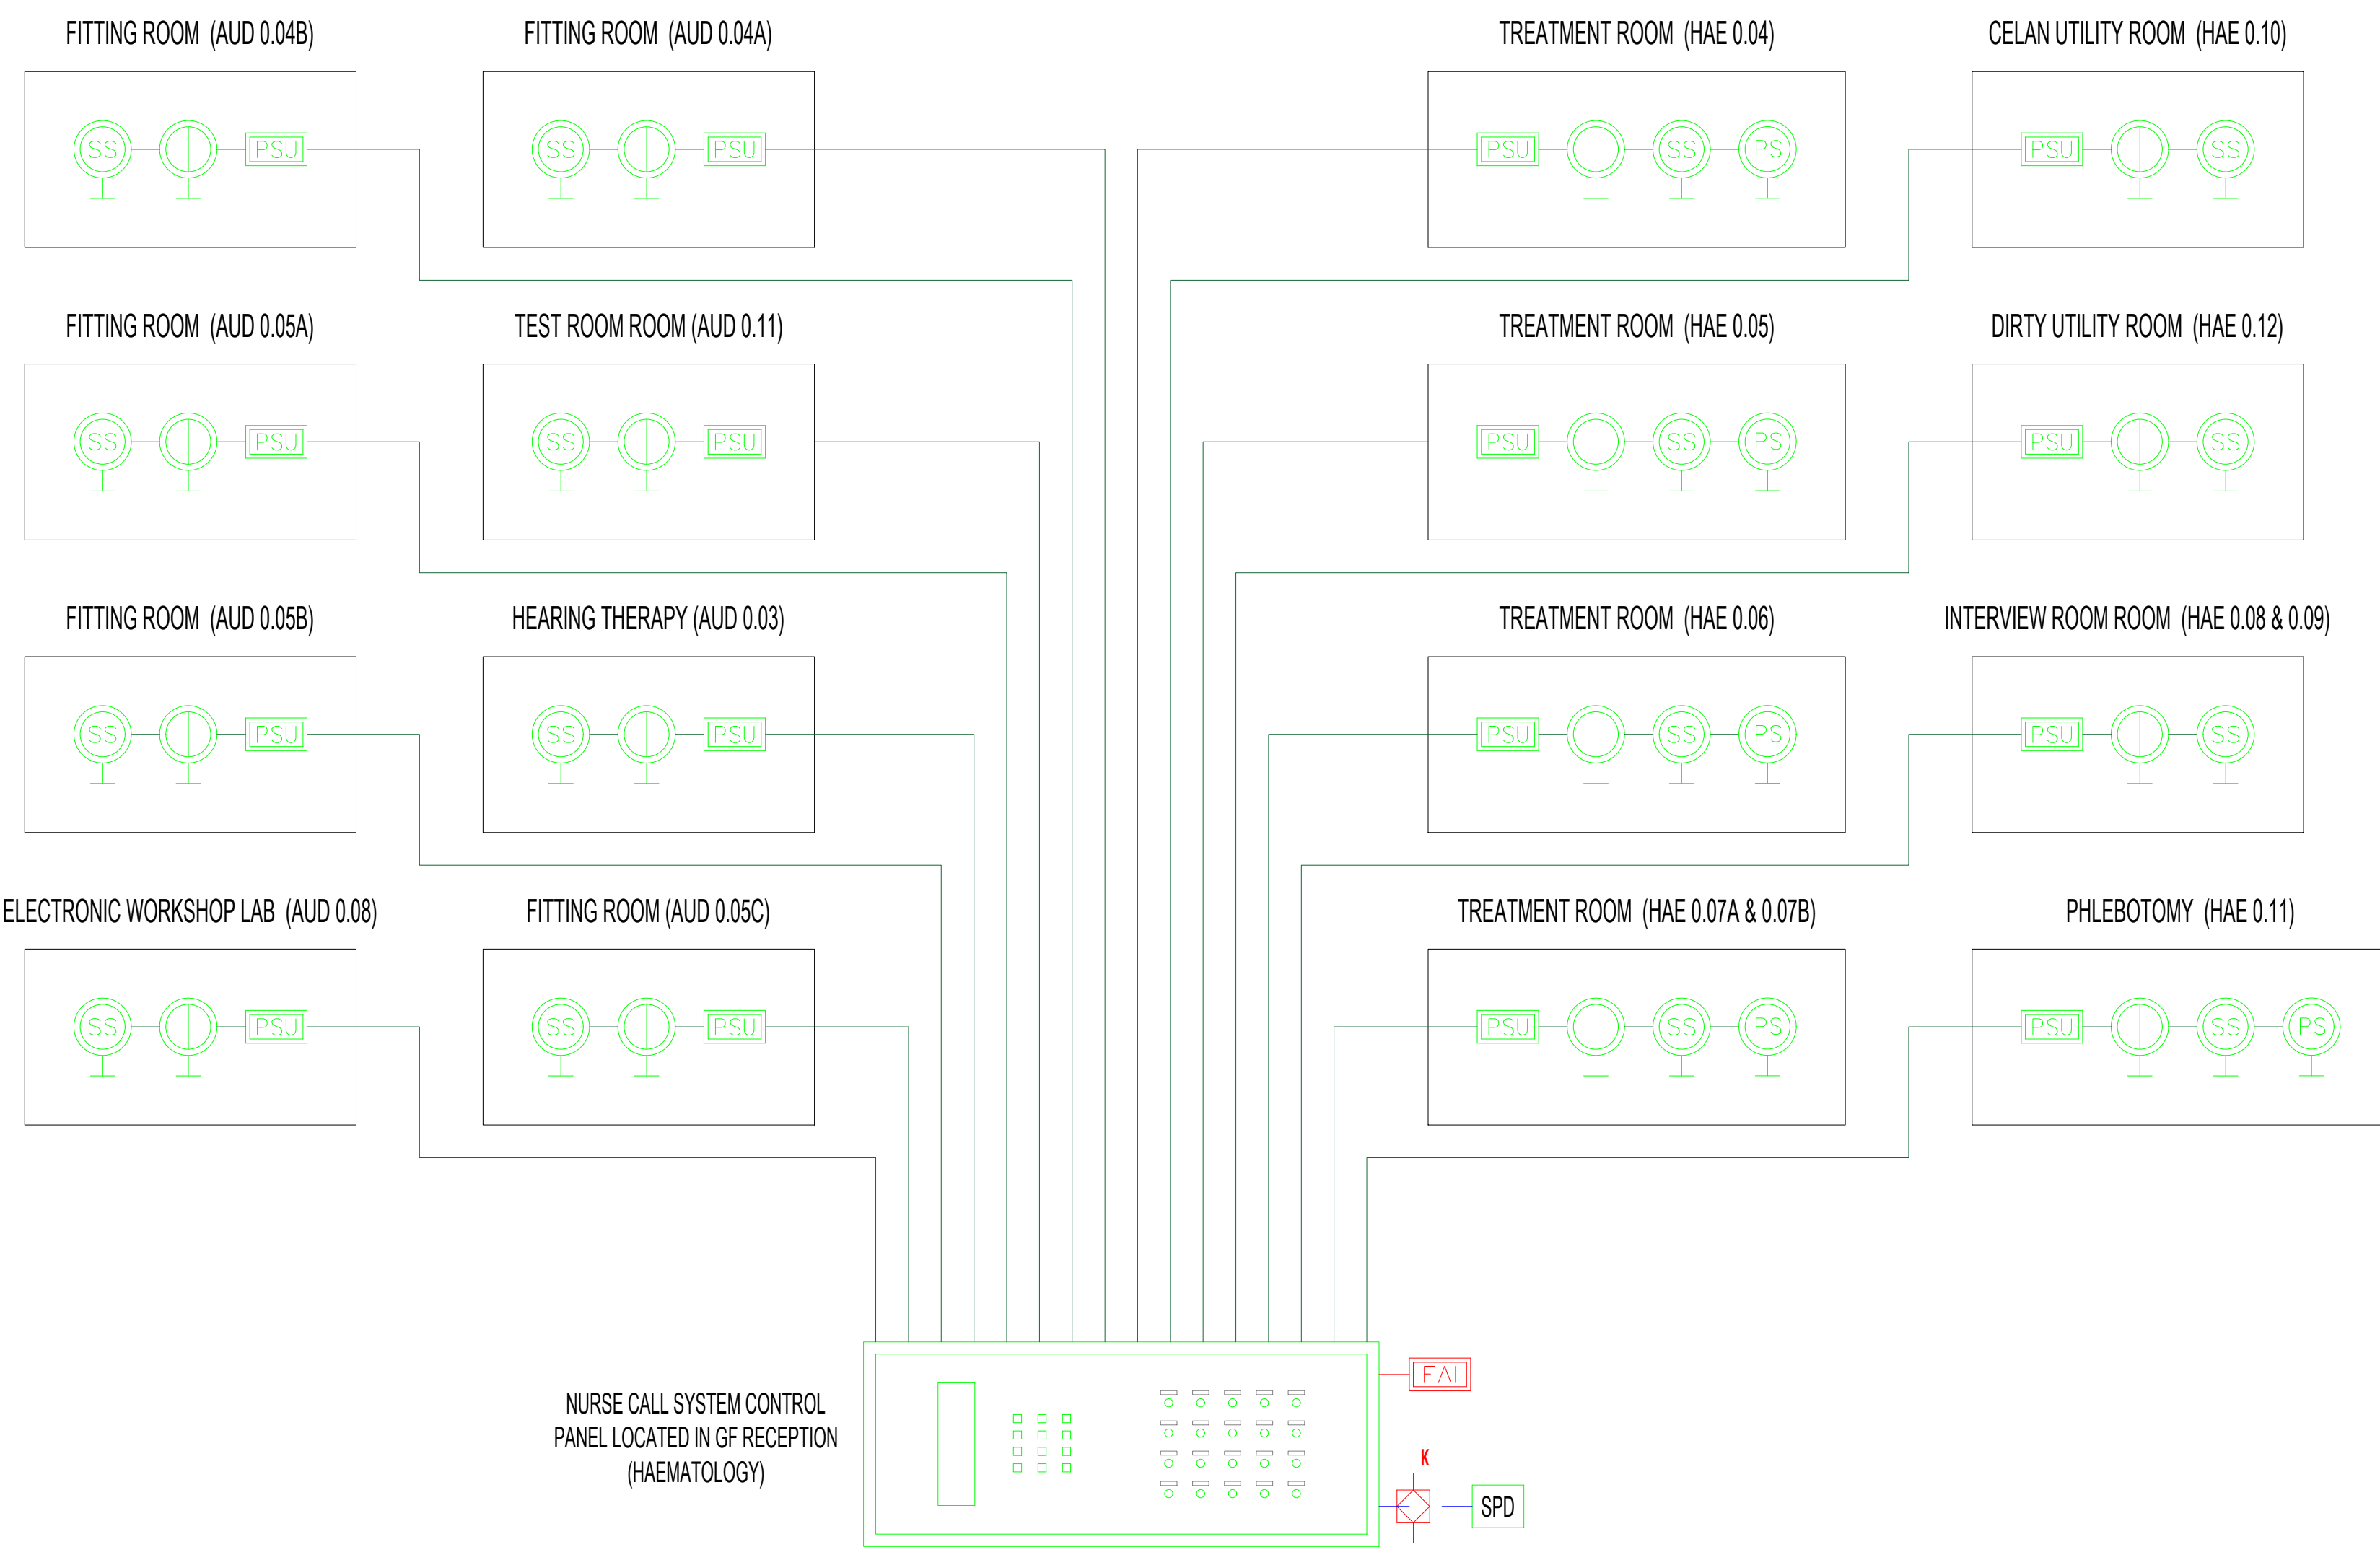 FITTING ROOM (AUD 0.04B)
FITTING ROOM (AUD 0.04A)
TREATMENT ROOM (HAE 0.04)
CELAN UTILITY ROOM (HAE 0.10)
SS PSU
SS PSU
PSU SS PS
PSU SS
FITTING ROOM (AUD 0.05A)
TEST ROOM ROOM (AUD 0.11)
TREATMENT ROOM (HAE 0.05)
DIRTY UTILITY ROOM (HAE 0.12)
SS PSU
SS PSU
PSU SS PS
PSU SS
FITTING ROOM (AUD 0.05B)
HEARING THERAPY (AUD 0.03)
TREATMENT ROOM (HAE 0.06)
INTERVIEW ROOM ROOM (HAE 0.08 & 0.09)
SS PSU
SS PSU
PSU SS PS
PSU SS
ELECTRONIC WORKSHOP LAB (AUD 0.08)
FITTING ROOM (AUD 0.05C)
TREATMENT ROOM (HAE 0.07A & 0.07B)
PHLEBOTOMY (HAE 0.11)
SS PSU
SS PSU
PSU SS PS
PSU SS PS
NURSE CALL SYSTEM CONTROL
PANEL LOCATED IN GF RECEPTION
(HAEMATOLOGY)
FAI
K
SPD